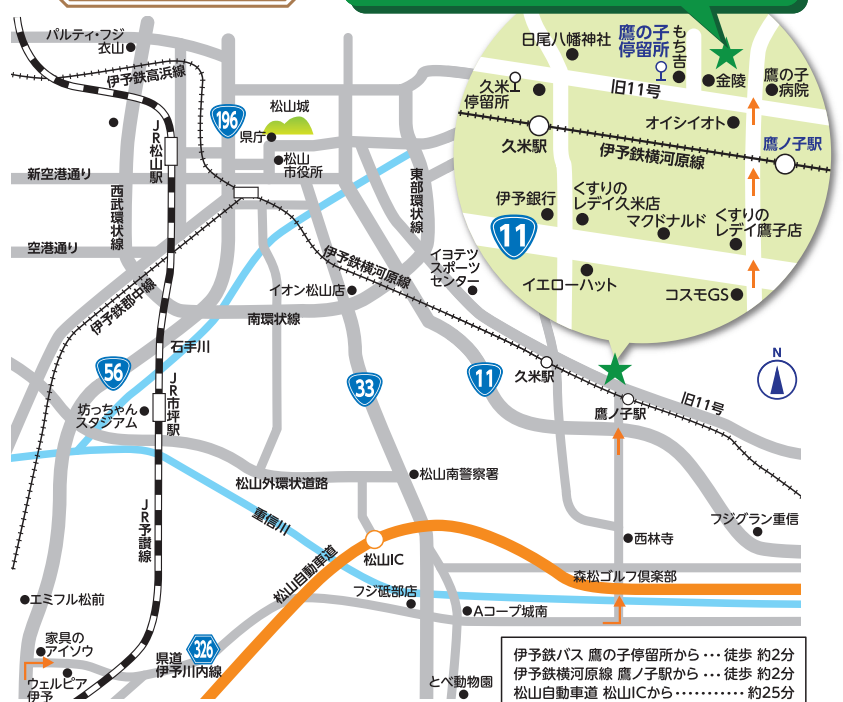 パルティ・フジ
衣山
伊予鉄高浜線
196
松山城
県庁
松山
市役所
JR松山駅
新空港通り
西武環状線
空港通り
東部環状線
伊予鉄横河原線
伊予鉄郡中線
イヨテツ
スポーツ
センター
イオン松山店
南環状線
石手川
56
33
11
JR市坪駅
坊っちゃん
スタジアム
久米駅
鷹ノ子駅
旧11号
N
松山外環状道路
松山南警察署
重信川
JR予讃線
松山IC
松山自動車道
西林寺
フジグラン重信
森松ゴルフ倶楽部
フジ砥部店
Aコープ城南
エミフル松前
家具の
アイソウ
ウェルピア
伊予
県道
伊予川内線
326
とべ動物園
日尾八幡神社
鷹の子
停留所
もち吉
金陵
鷹の子
病院
久米
停留所
旧11号
オイシイオト
久米駅
伊予鉄横河原線
鷹ノ子駅
伊予銀行
くすりの
レデイ久米店
マクドナルド
くすりの
レデイ鷹子店
11
イエローハット
コスモGS
伊予鉄バス 鷹の子停留所から … 徒歩 約2分
伊予鉄横河原線 鷹ノ子駅から … 徒歩 約2分
松山自動車道 松山ICから ……… 約25分